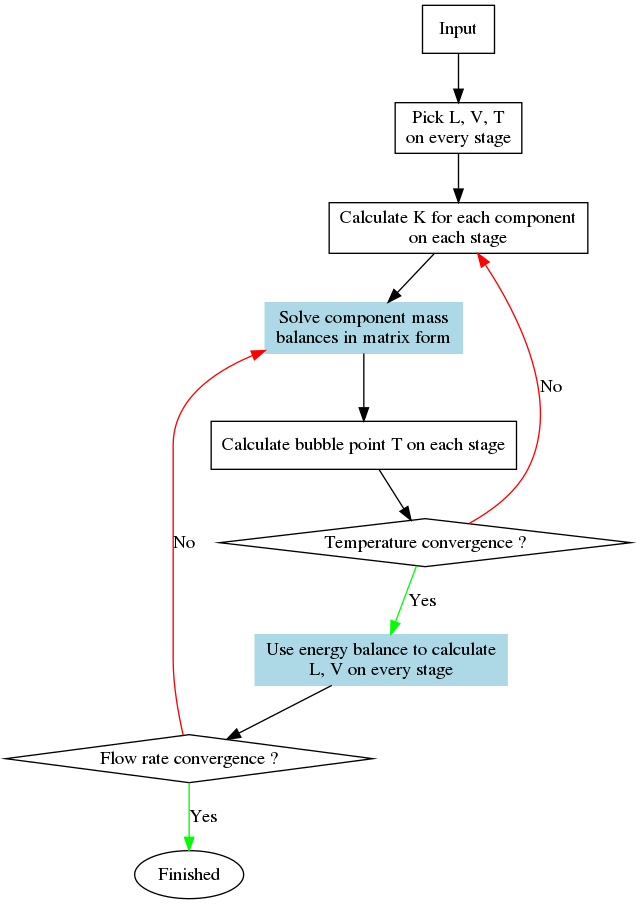 Input
Pick L, V, T
on every stage
Calculate K for each component
on each stage
Solve component mass
balances in matrix form
No
Calculate bubble point T on each stage
Temperature convergence ?
No
Yes
Use energy balance to calculate
L, V on every stage
Flow rate convergence ?
Yes
Finished